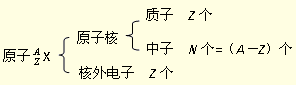 质子 Z 个
原子核
中子 N 个=（A－Z）个
原子 A Z X
核外电子 Z 个